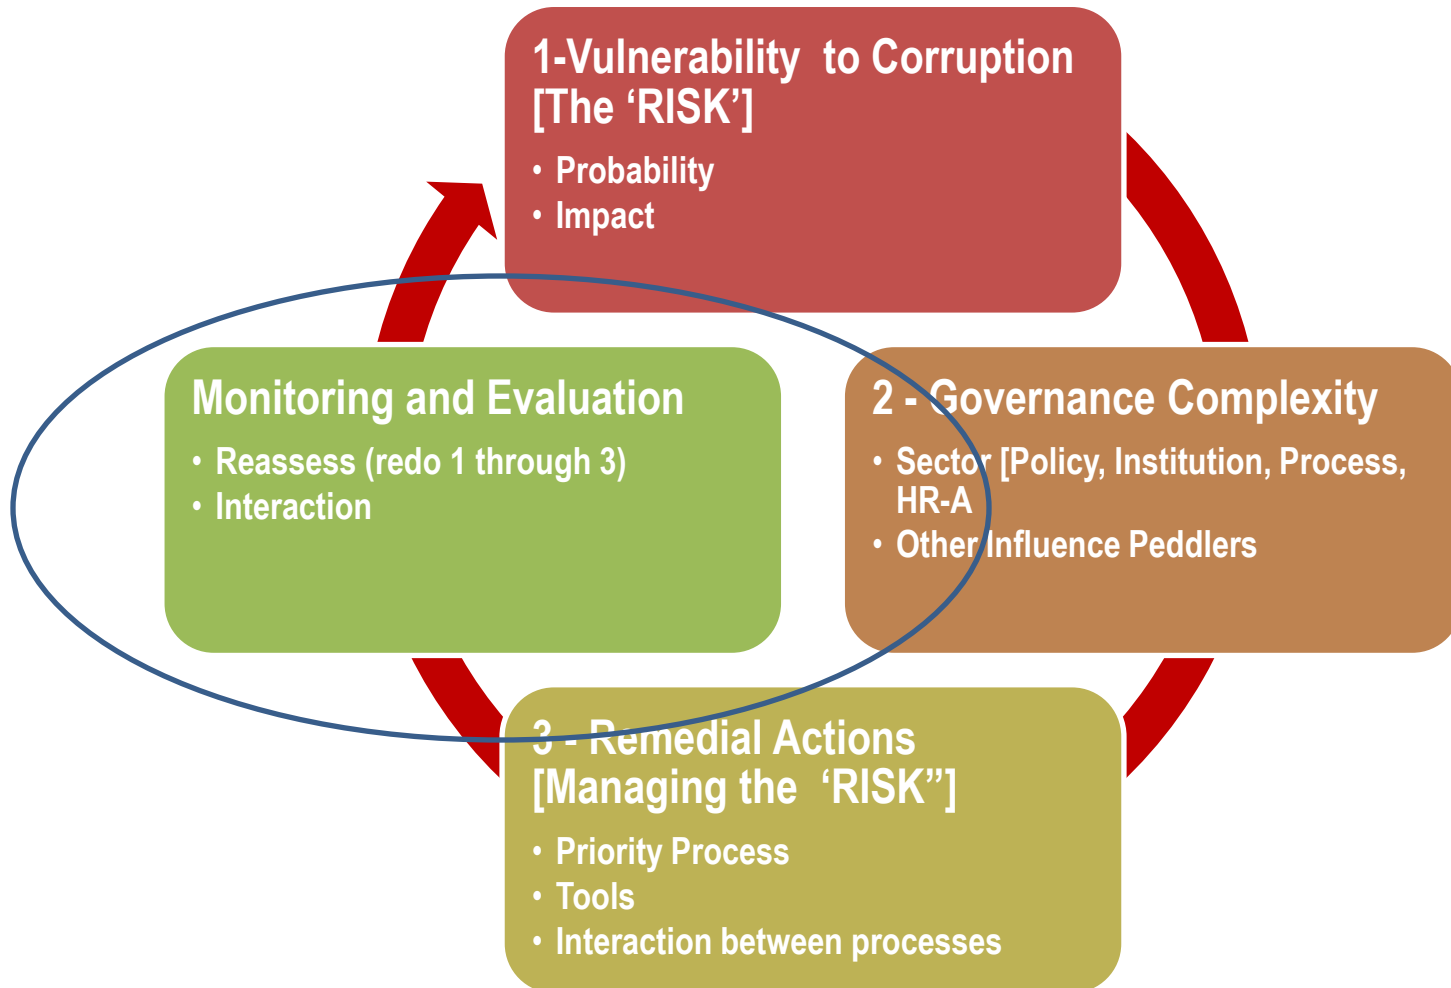 1-Vulnerability  to Corruption
[The ‘RISK’]
• Probability
• Impact
Monitoring and Evaluation
• Reassess (redo 1 through 3)
• Interaction
2 - Governance Complexity
• Sector [Policy, Institution, Process,
HR-A
• Other Influence Peddlers
3 - Remedial Actions
[Managing the  ‘RISK”]
• Priority Process
• Tools
• Interaction between processes